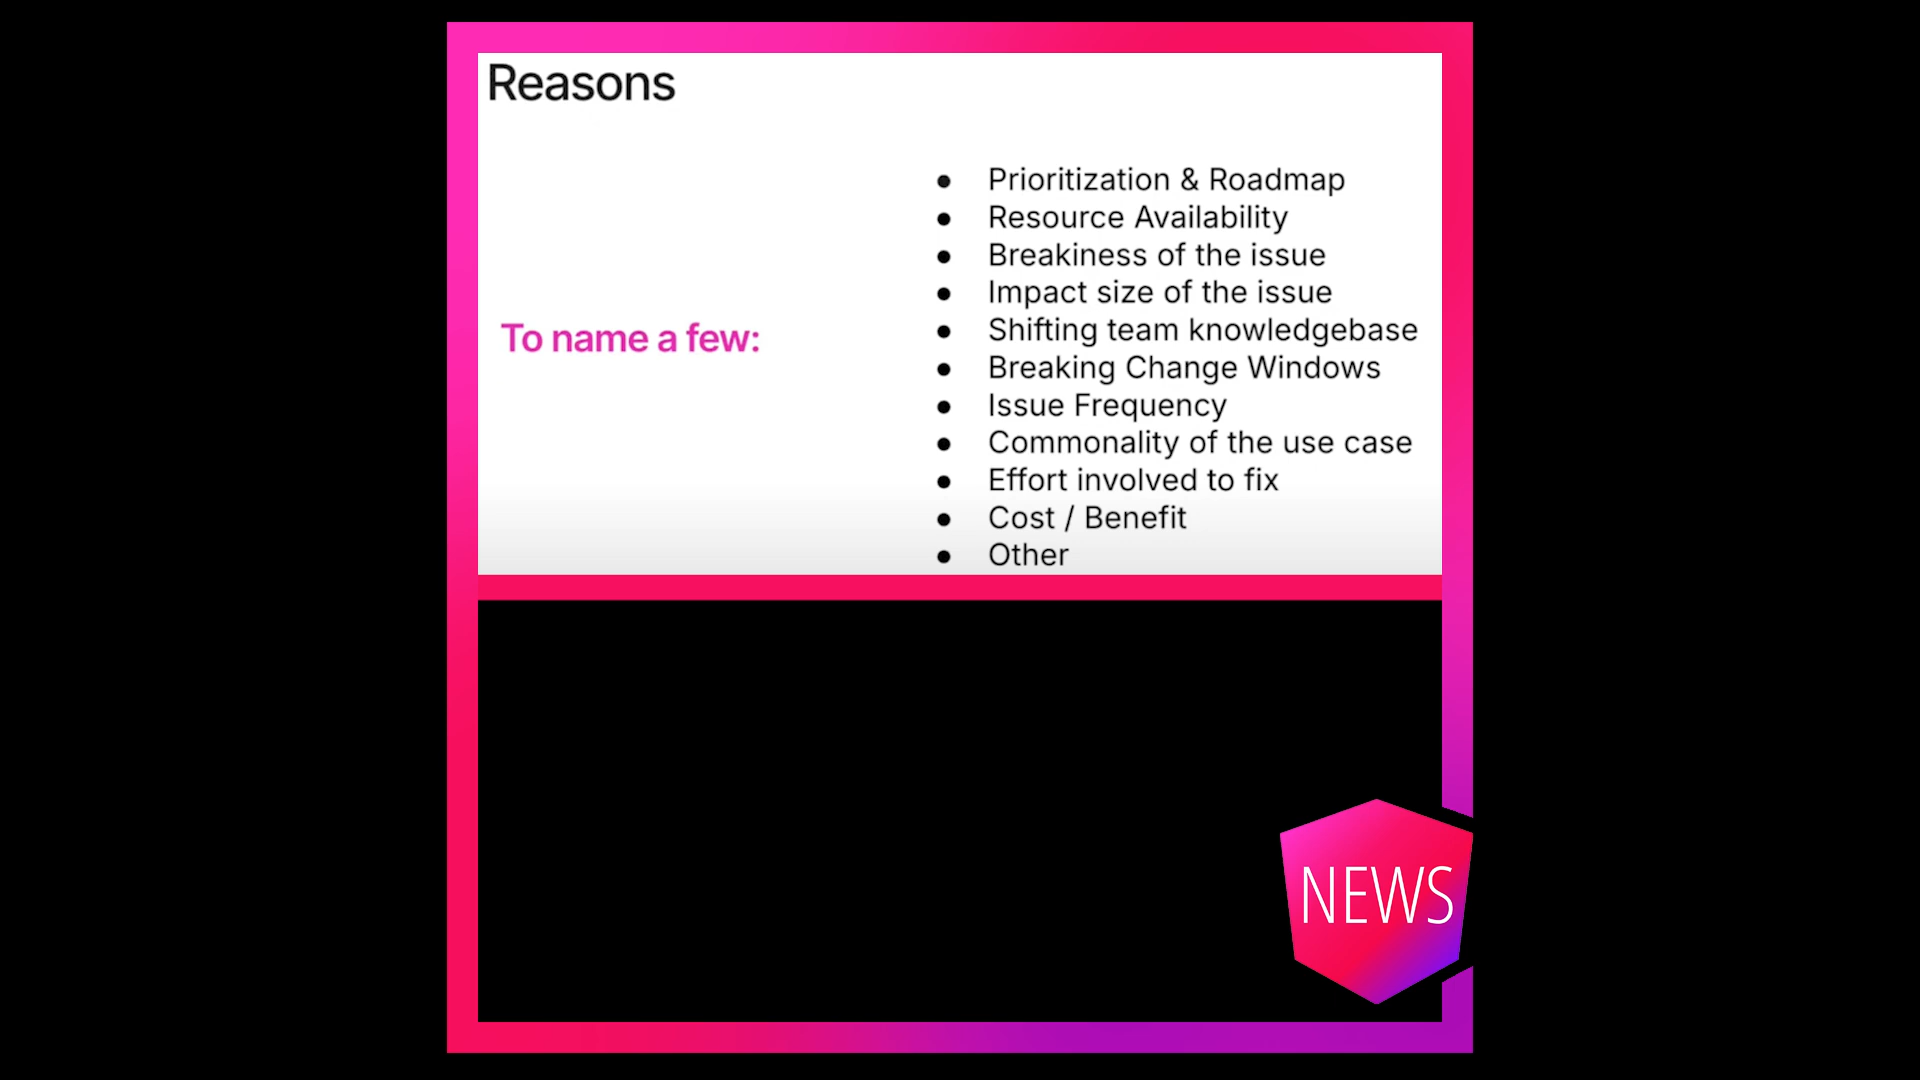 Reasons
To name a few:
● Prioritization & Roadmap
● Resource Availability
● Breakiness of the issue
● Impact size of the issue
● Shifting team knowledgebase
● Breaking Change Windows
● Issue Frequency
● Commonality of the use case
● Effort involved to fix
● Cost / Benefit
● Other
NEWS